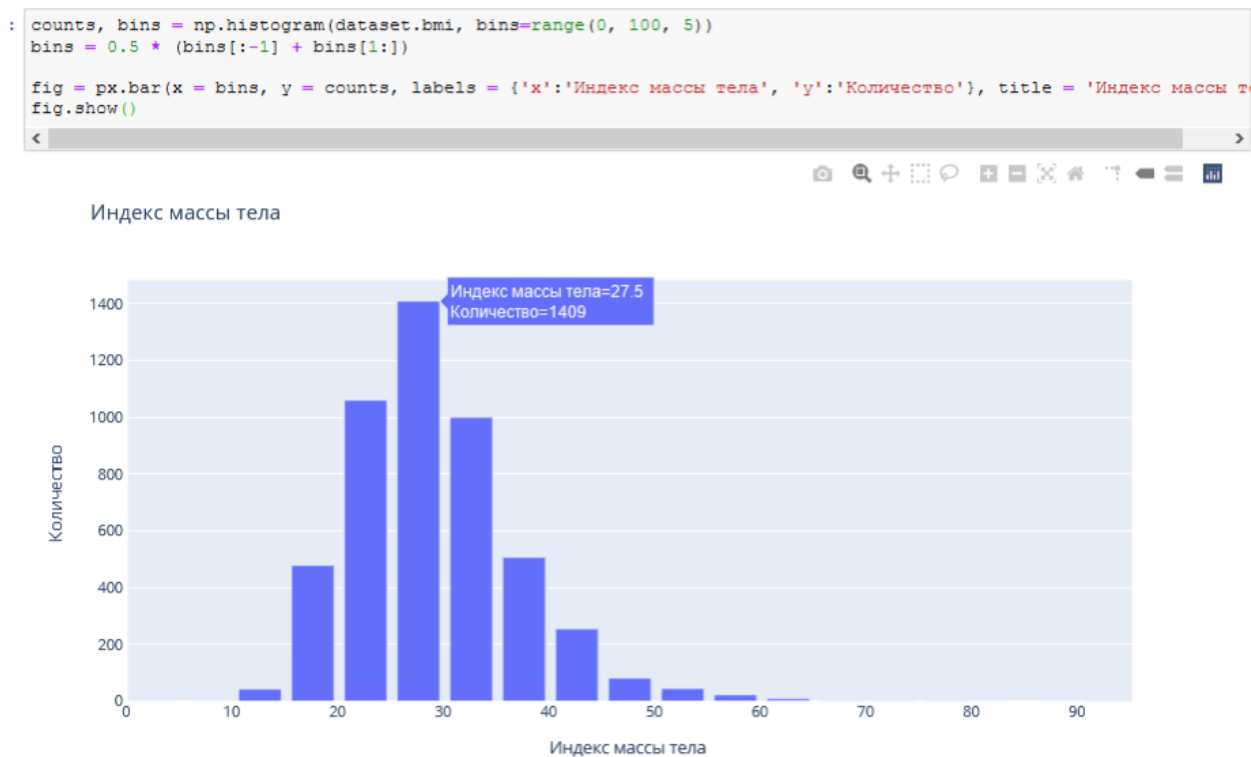 : counts, bins = np.histogram(dataset.bmi, bins=range(0, 100, 5))
bins = 0.5 * (bins[:-1] + bins[1:])
fig = px.bar(x = bins, y = counts, labels = {'x':'Индекс массы тела', 'y':'Количество'}, title = 'Индекс массы т
fig.show()
Индекс массы тела
Индекс массы тела=27.5
Количество=1409
1400
1200
1000
800
600
400
200
0
Количество
0 10 20 30 40 50 60 70 80 90
Индекс массы тела